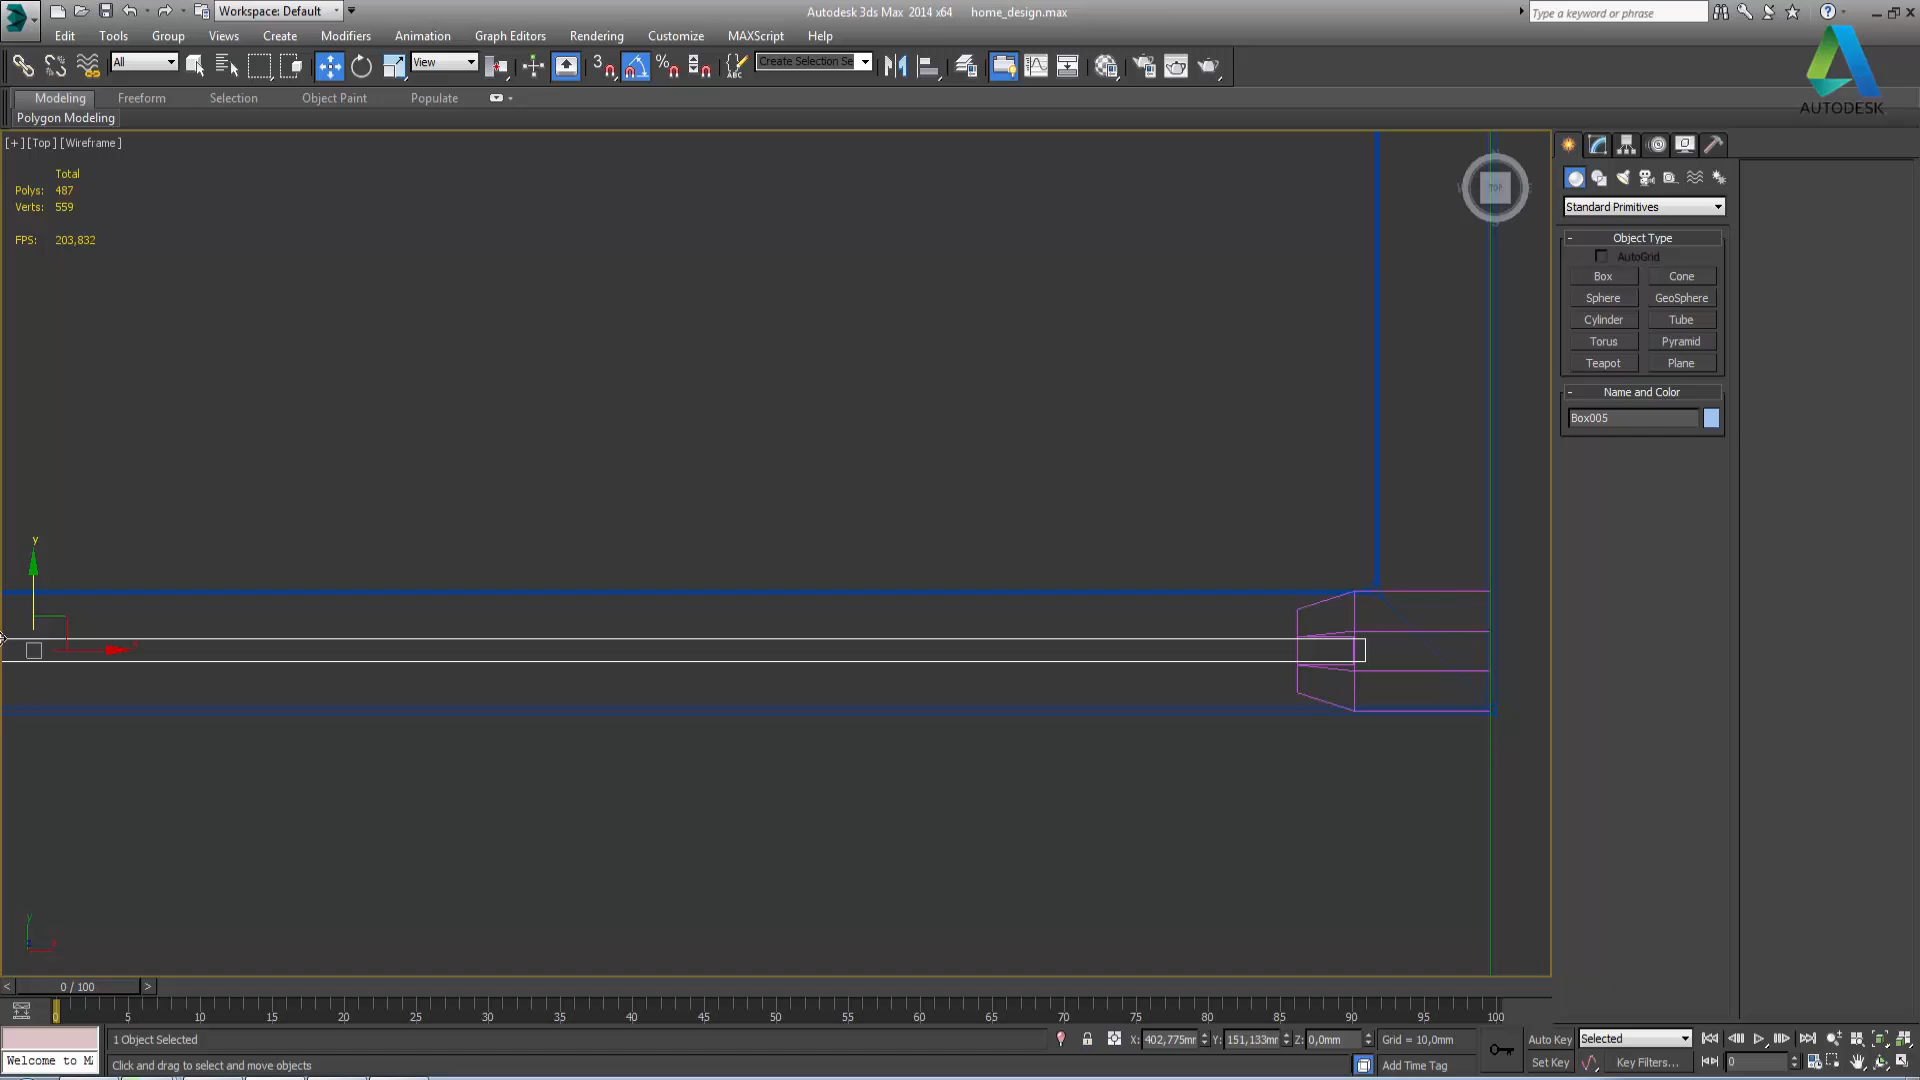 Workspace: Default
Autodesk 3ds Max 2014 x64 home_design.max
Type a keyword or phrase
Edit Tools Group Views Create Modifiers Animation Graph Editors Rendering Customize MAXScript Help
All
View
3
Create Selection Se
AUTODESK
Modeling Freeform Selection Object Paint Populate
Polygon Modeling
[+] [Top] [Wireframe]
Total
Polys: 487
Verts: 559
FPS: 203,832
TOP
Standard Primitives
- Object Type
AutoGrid
Box Cone
Sphere GeoSphere
Cylinder Tube
Torus Pyramid
Teapot Plane
- Name and Color
Box005
y
x
y
x
< 0 / 100 >
0 5 10 15 20 25 30 35 40 45 50 55 60 65 70 75 80 85 90 95 100
1 Object Selected
X: 402,775mr Y: 151,133mr Z: 0,0mm Grid = 10,0mm
Auto Key Selected
Welcome to Mi
Click and drag to select and move objects
Add Time Tag
Set Key Key Filters... 0